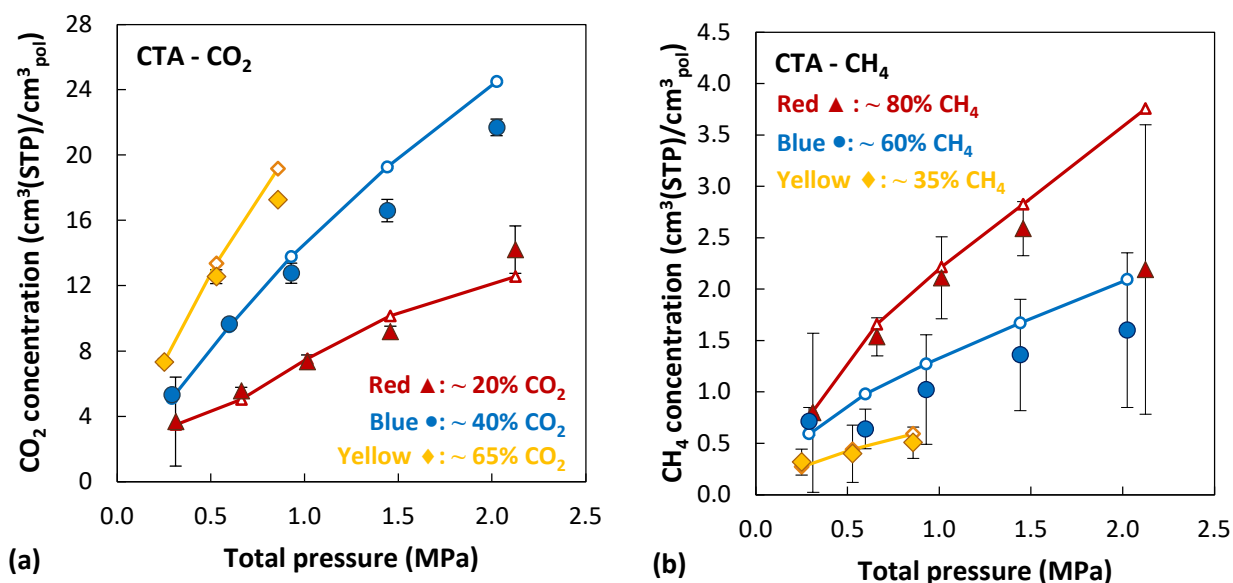 CTA - CO₂
CO₂ concentration (cm³(STP)/cm³pol)
28
24
20
16
12
8
4
0
Red ▲: ~ 20% CO₂
Blue ●: ~ 40% CO₂
Yellow ♦: ~ 65% CO₂
0.0 0.5 1.0 1.5 2.0 2.5
Total pressure (MPa)
(a)
CTA - CH₄
Red ▲: ~ 80% CH₄
Blue ●: ~ 60% CH₄
Yellow ♦: ~ 35% CH₄
CH₄ concentration (cm³(STP)/cm³pol)
4.5
4.0
3.5
3.0
2.5
2.0
1.5
1.0
0.5
0.0
0.0 0.5 1.0 1.5 2.0 2.5
Total pressure (MPa)
(b)